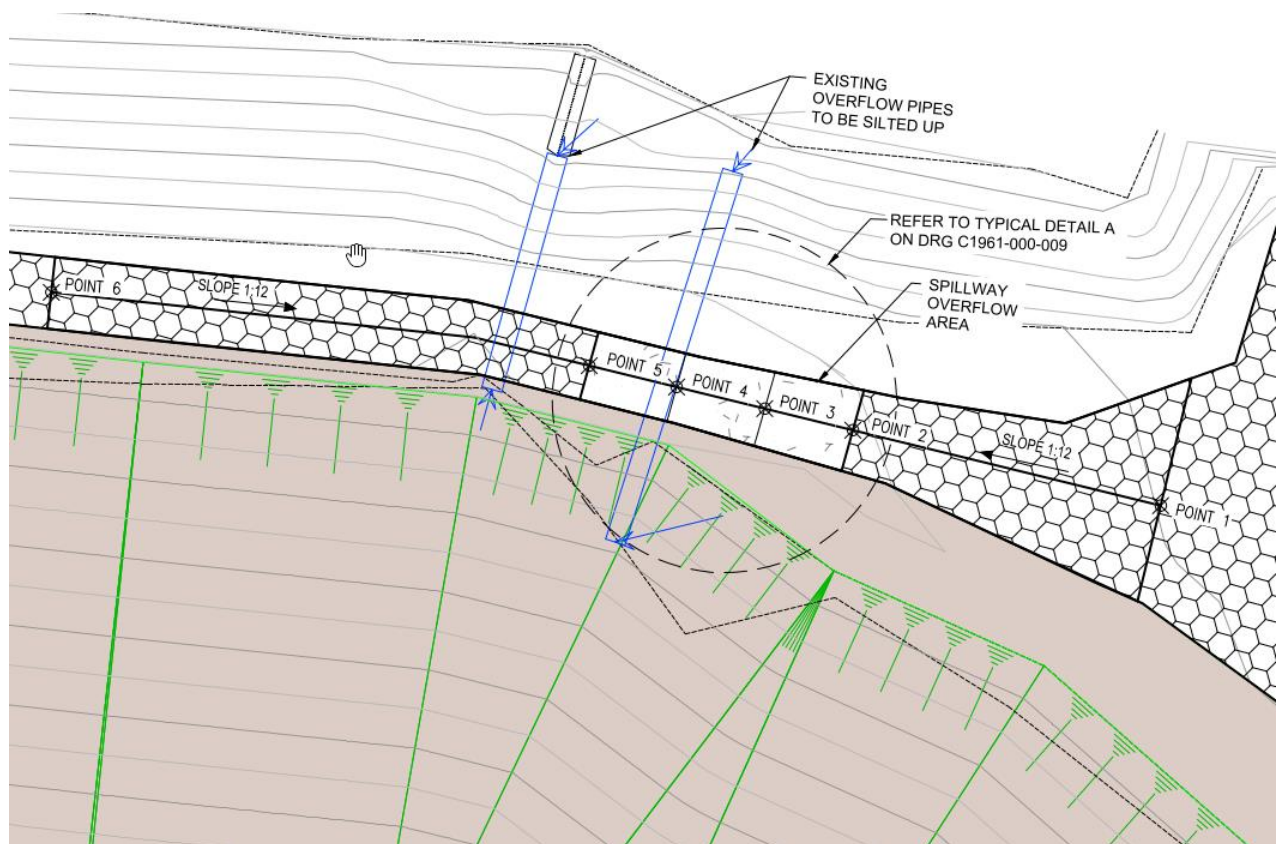 EXISTING
OVERFLOW PIPES
TO BE SILTED UP
REFER TO TYPICAL DETAIL A
ON DRG C1961-000-009
SPILLWAY
OVERFLOW
AREA
POINT 6
SLOPE 1:12
POINT 5
POINT 4
POINT 3
POINT 2
SLOPE 1:12
POINT 1